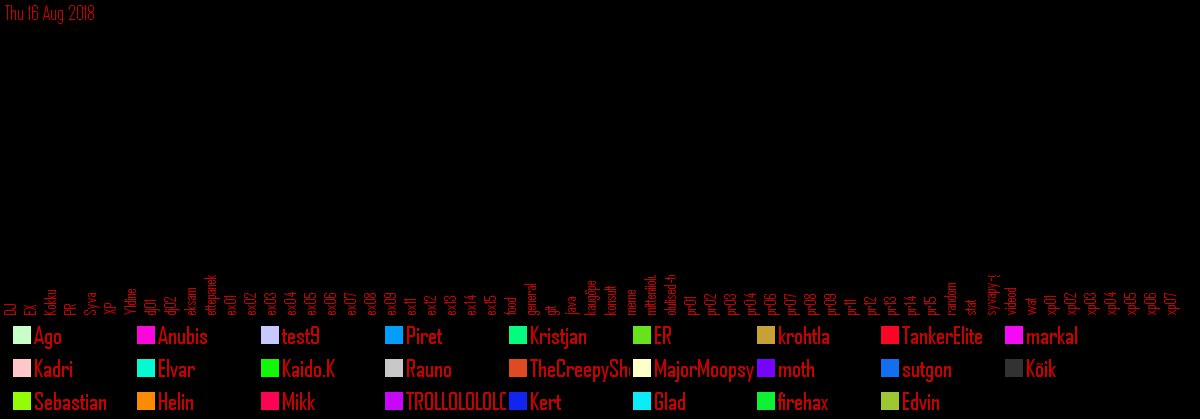 Thu 16 Aug 2018
DJ EX Kokku PR Syva XP Yldine dj01 dj02 eksam ettepanek ex01 ex02 ex03 ex04 ex05 ex06 ex07 ex08 ex09 ex11 ex12 ex13 ex14 ex15 food general git java kaugõpe konsult meme mitteriloll olulised-h pr01 pr02 pr03 pr04 pr06 pr07 pr08 pr09 pr11 pr12 pr13 pr14 pr15 random stat syvapy-t videod wat xp01 xp02 xp03 xp04 xp05 xp06 xp07
Ago Anubis test9 Piret Kristjan ER krohtla TankerElite markal
Kadri Elvar Kaido.K Rauno TheCreepySh MajorMoopsy moth sutgon Kõik
Sebastian Helin Mikk TROLLOLOLOLO Kert Glad firehax Edvin